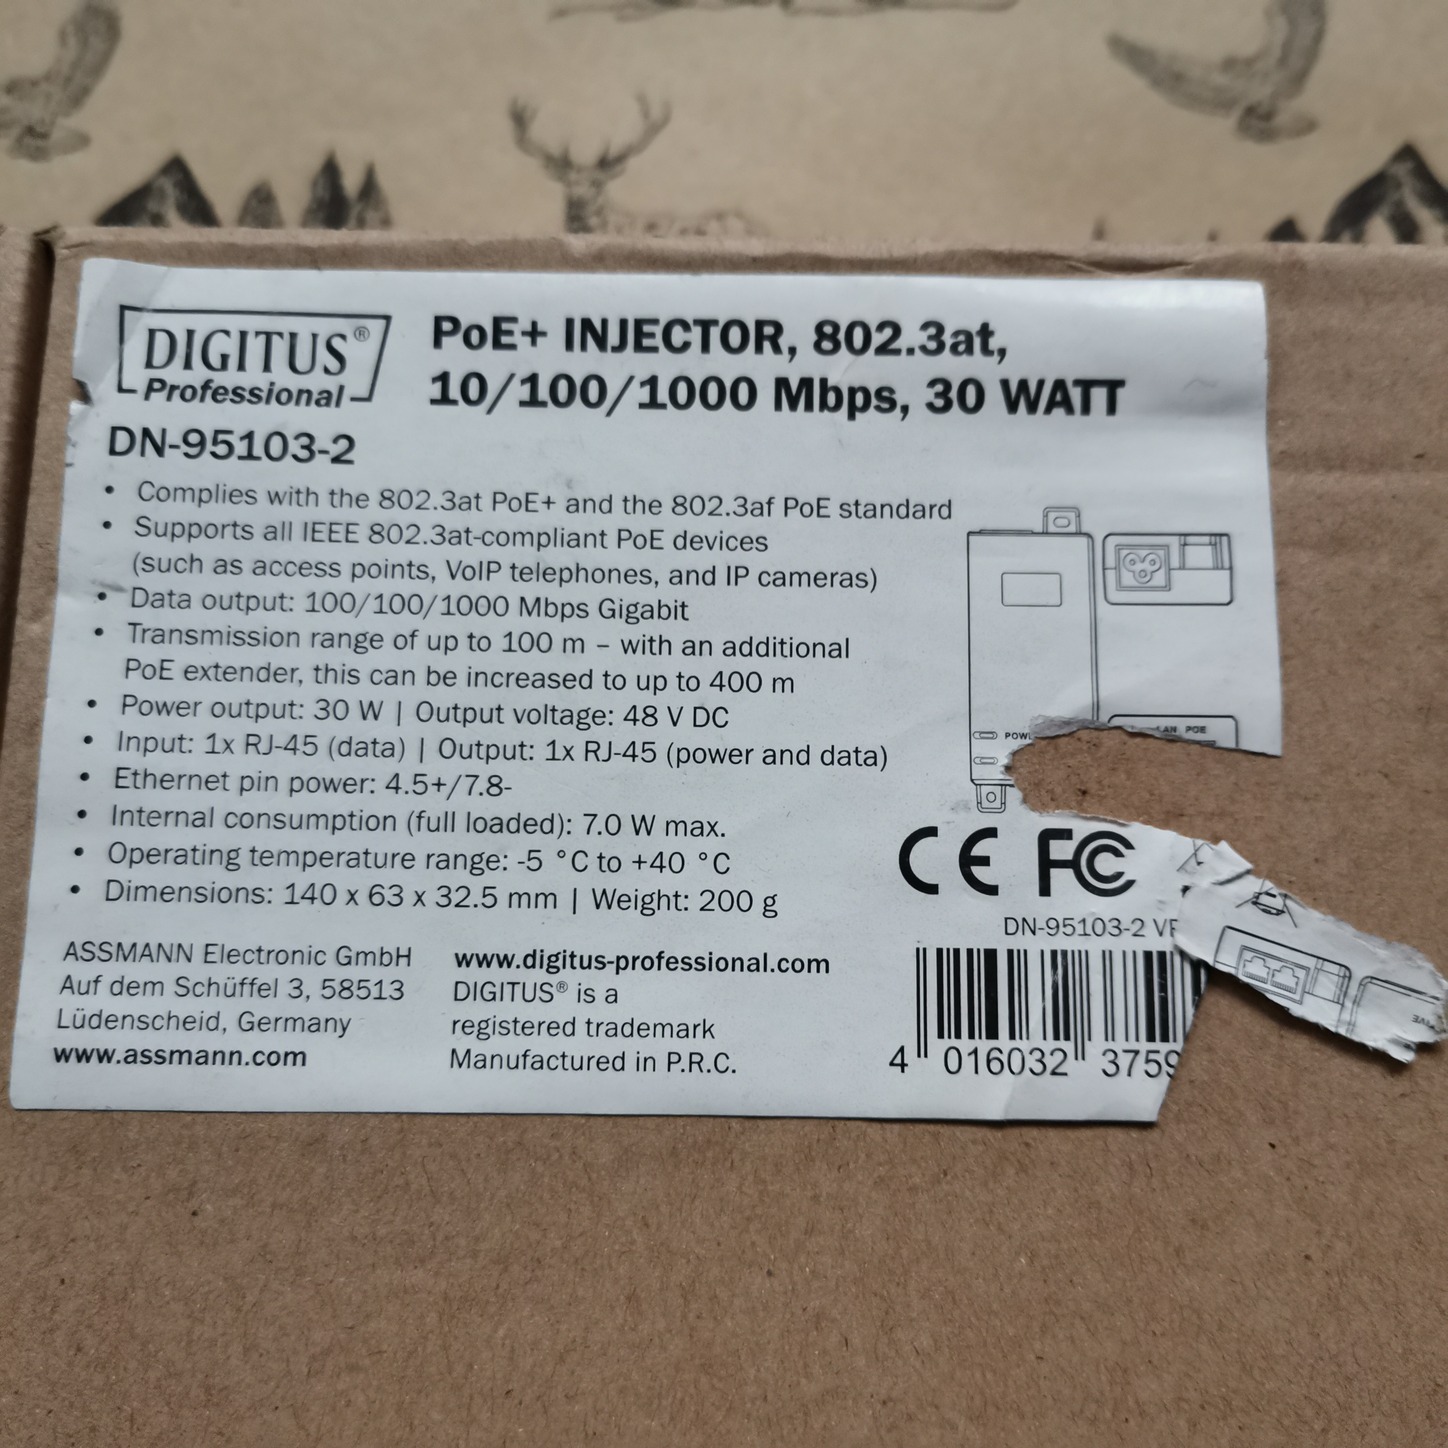 DIGITUS®
Professional
PoE+ INJECTOR, 802.3at,
10/100/1000 Mbps, 30 WATT
DN-95103-2
• Complies with the 802.3at PoE+ and the 802.3af PoE standard
• Supports all IEEE 802.3at-compliant PoE devices
(such as access points, VoIP telephones, and IP cameras)
• Data output: 100/100/1000 Mbps Gigabit
• Transmission range of up to 100 m – with an additional
PoE extender, this can be increased to up to 400 m
• Power output: 30 W | Output voltage: 48 V DC
• Input: 1x RJ-45 (data) | Output: 1x RJ-45 (power and data)
• Ethernet pin power: 4.5+/7.8-
• Internal consumption (full loaded): 7.0 W max.
• Operating temperature range: -5 °C to +40 °C
• Dimensions: 140 x 63 x 32.5 mm | Weight: 200 g
POE
CE FC
DN-95103-2
4 016032 3759
ASSMANN Electronic GmbH
Auf dem Schüffel 3, 58513
Lüdenscheid, Germany
www.assmann.com
www.digitus-professional.com
DIGITUS® is a
registered trademark
Manufactured in P.R.C.